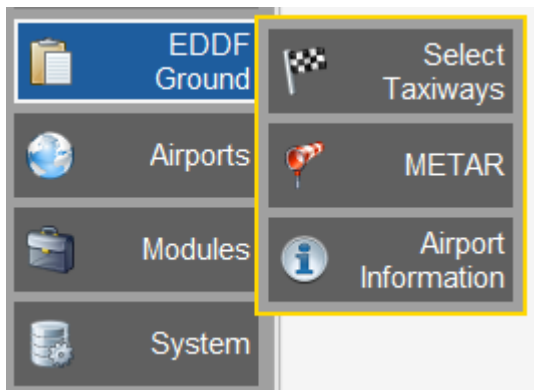 EDDF
Ground
Airports
Modules
System
Select
Taxiways
METAR
Airport
Information